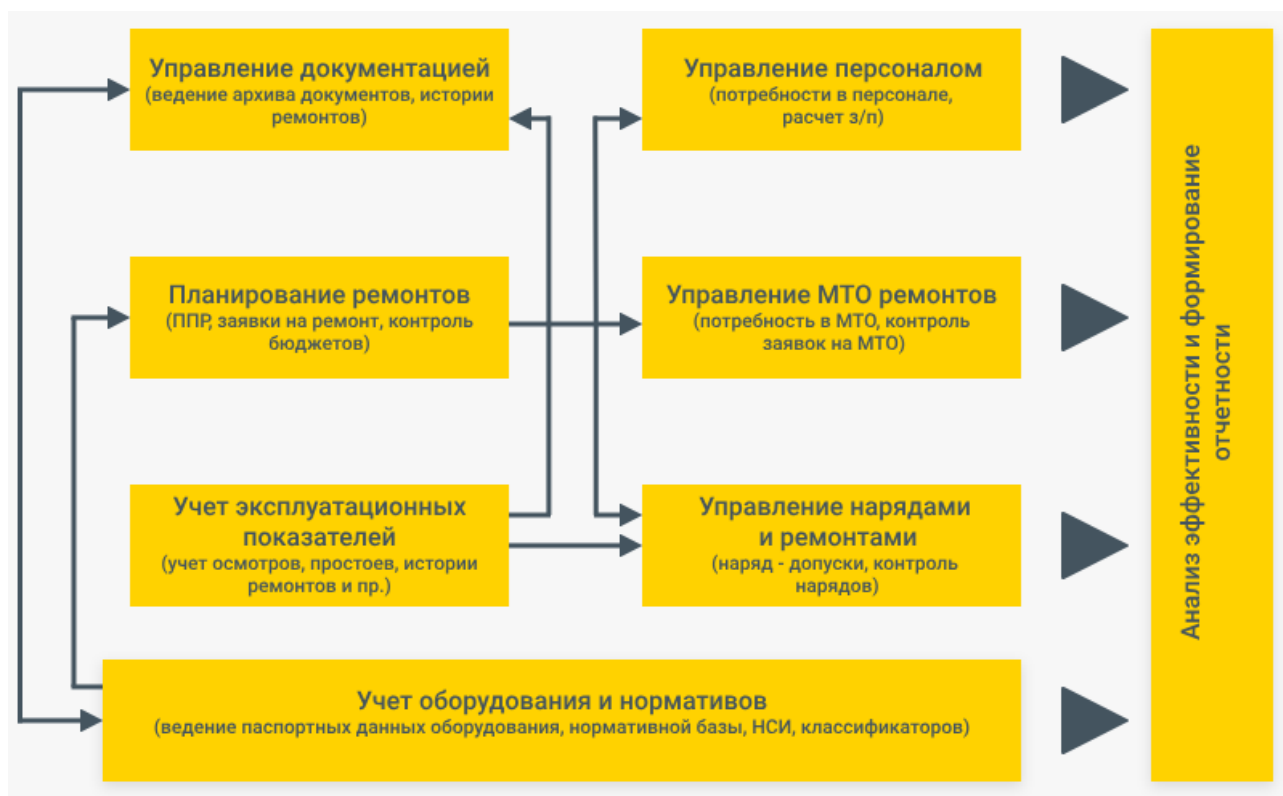 Управление документацией
(ведение архива документов, истории
ремонтов)
Управление персоналом
(потребности в персонале,
расчет з/п)
Планирование ремонтов
(ППР, заявки на ремонт, контроль
бюджетов)
Управление МТО ремонтов
(потребность в МТО, контроль
заявок на МТО)
Учет эксплуатационных
показателей
(учет осмотров, простоев, истории
ремонтов и пр.)
Управление нарядами
и ремонтами
(наряд - допуски, контроль
нарядов)
Учет оборудования и нормативов
(ведение паспортных данных оборудования, нормативной базы, НСИ, классификаторов)
Анализ эффективности и формирование
отчетности